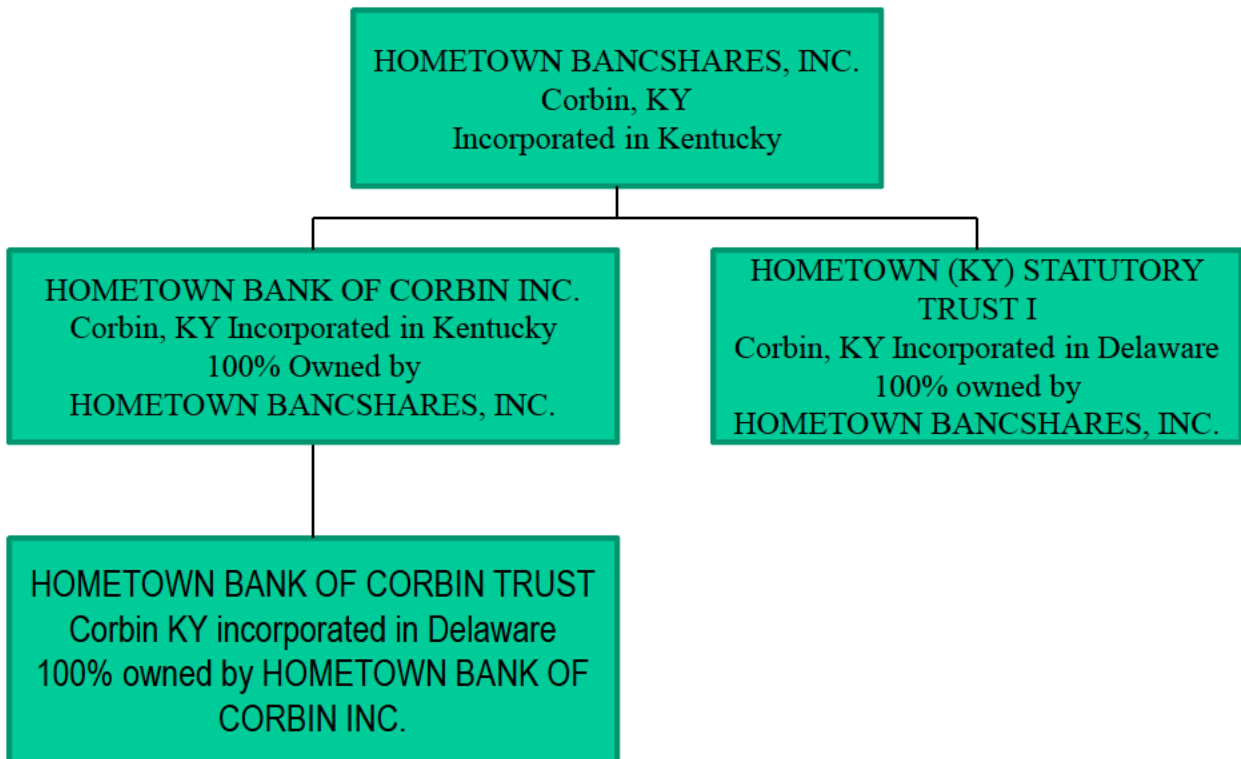 HOMETOWN BANCSHARES, INC.
Corbin, KY
Incorporated in Kentucky
HOMETOWN BANK OF CORBIN INC.
Corbin, KY Incorporated in Kentucky
100% Owned by
HOMETOWN BANCSHARES, INC.
HOMETOWN (KY) STATUTORY
TRUST I
Corbin, KY Incorporated in Delaware
100% owned by
HOMETOWN BANCSHARES, INC.
HOMETOWN BANK OF CORBIN TRUST
Corbin KY incorporated in Delaware
100% owned by HOMETOWN BANK OF
CORBIN INC.